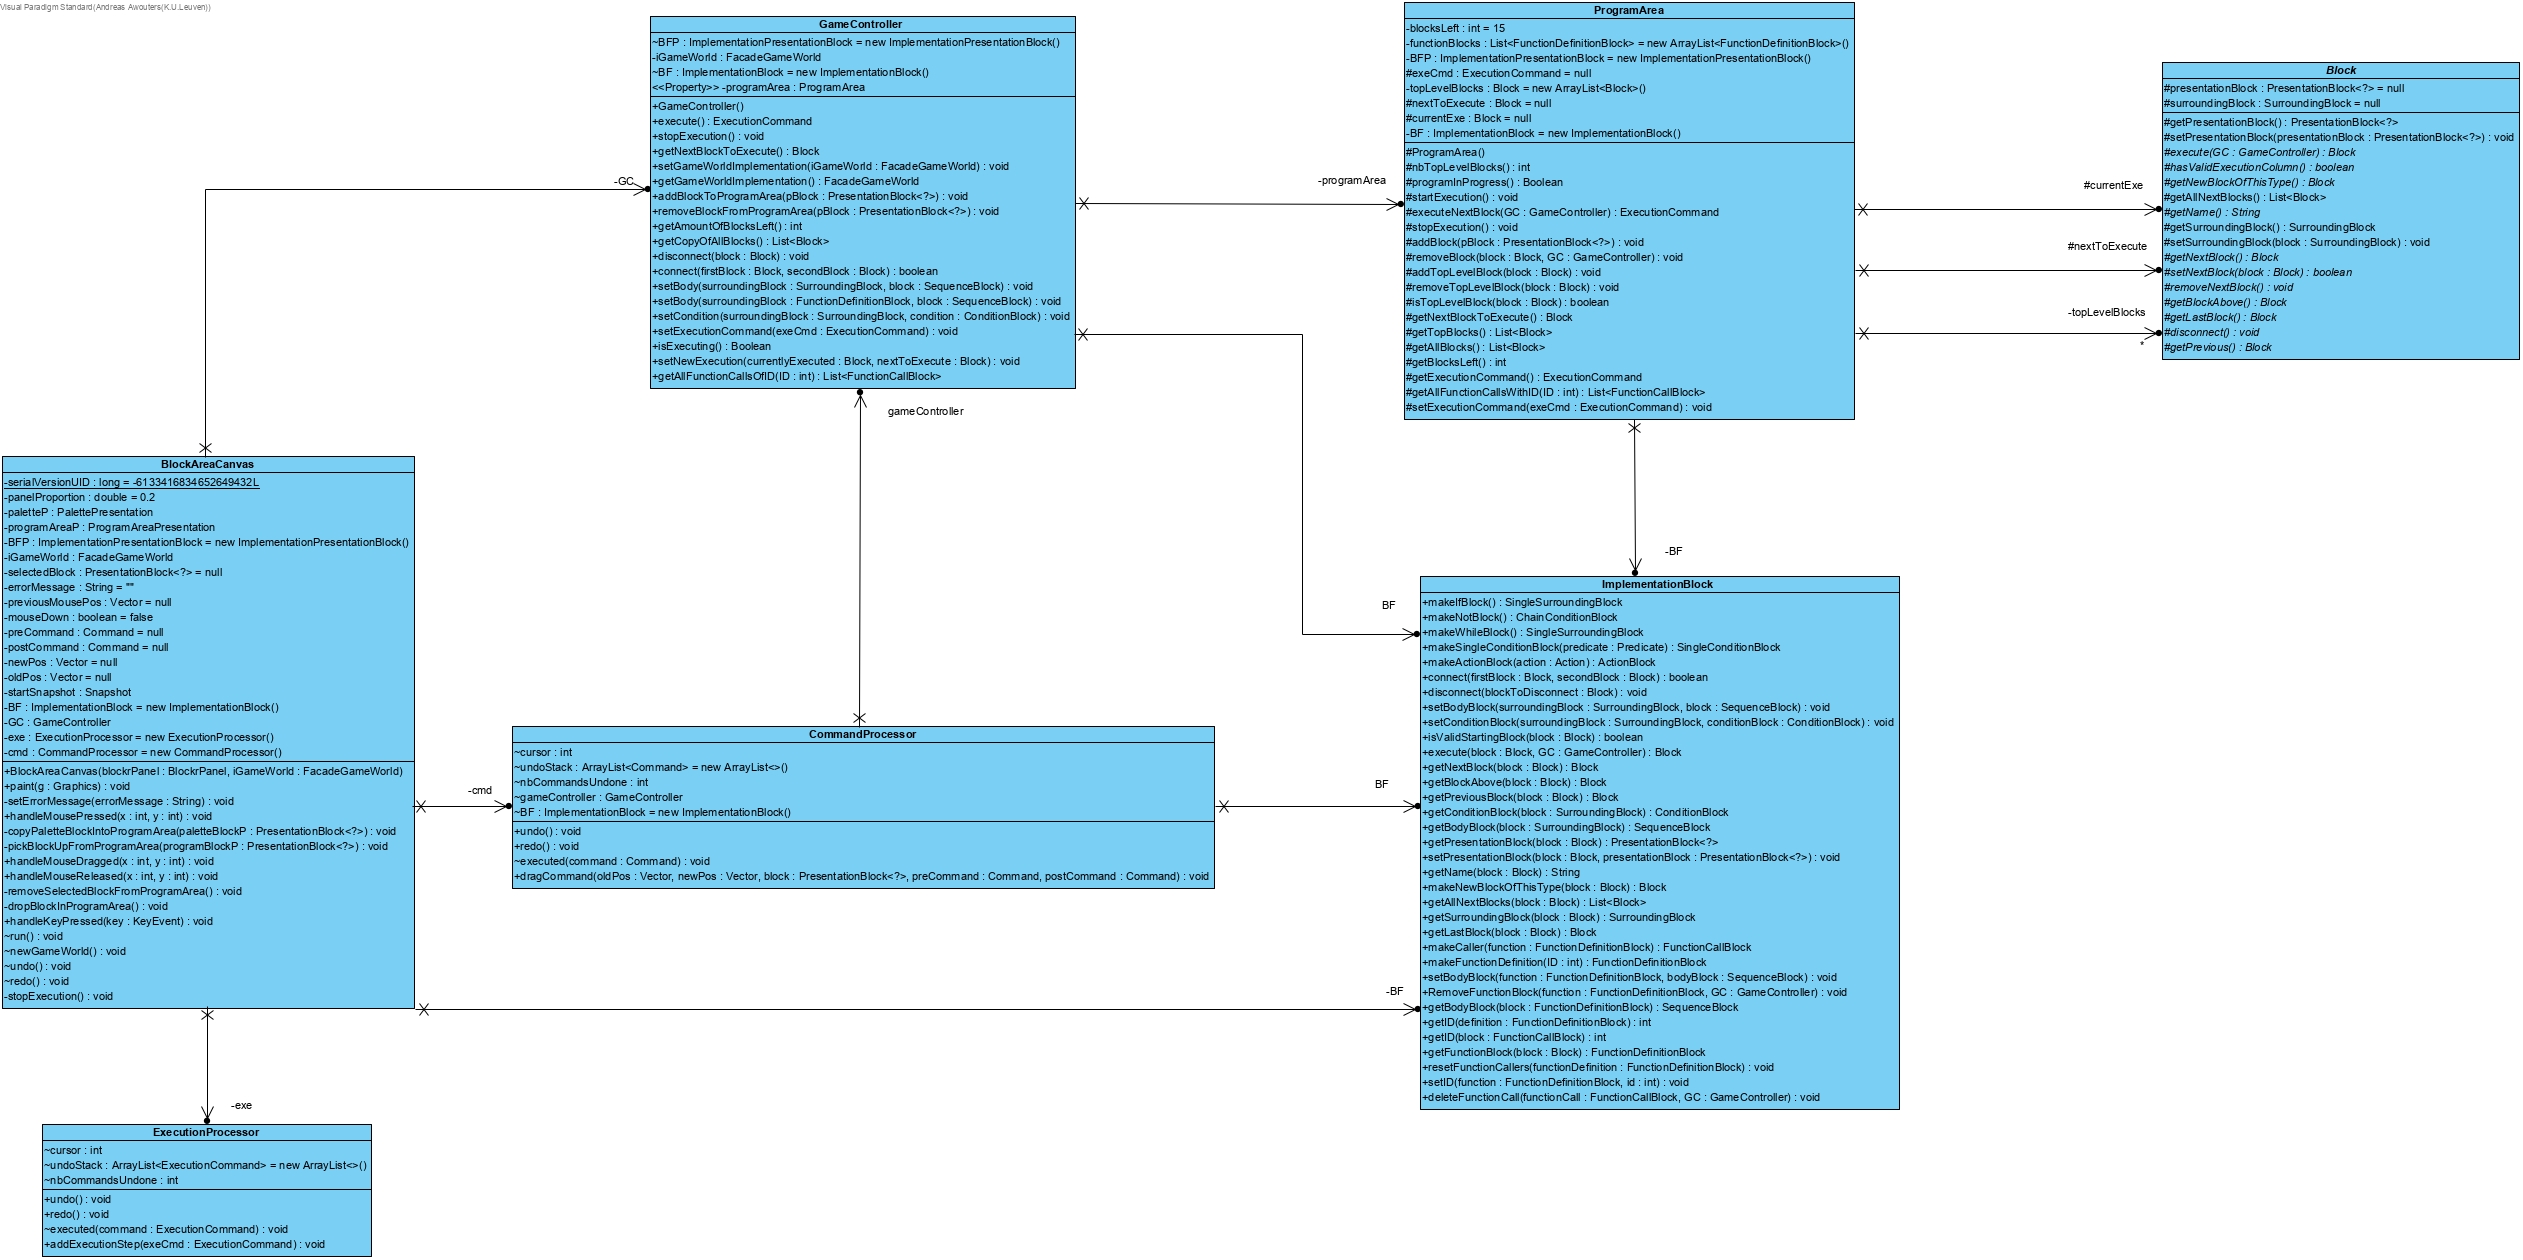 Visual Paradigm Standard(Andreas Awouters(K.U.Leuven))
GameController
~BFP : ImplementationPresentationBlock = new ImplementationPresentationBlock()
-iGameWorld : FacadeGameWorld
~BF : ImplementationBlock = new ImplementationBlock()
<<Property>> -programArea : ProgramArea
+GameController()
+execute() : ExecutionCommand
+stopExecution() : void
+getNextBlockToExecute() : Block
+setGameWorldImplementation(iGameWorld : FacadeGameWorld) : void
+getGameWorldImplementation() : FacadeGameWorld
+addBlockToProgramArea(pBlock : PresentationBlock<?>) : void
+removeBlockFromProgramArea(pBlock : PresentationBlock<?>) : void
+getAmountOfBlocksLeft() : int
+getCopyOfAllBlocks() : List<Block>
+disconnect(block : Block) : void
+connect(firstBlock : Block, secondBlock : Block) : boolean
+setBody(surroundingBlock : SurroundingBlock, block : SequenceBlock) : void
+setBody(surroundingBlock : FunctionDefinitionBlock, block : SequenceBlock) : void
+setCondition(surroundingBlock : SurroundingBlock, condition : ConditionBlock) : void
+setExecutionCommand(exeCmd : ExecutionCommand) : void
+isExecuting() : Boolean
+setNewExecution(currentlyExecuted : Block, nextToExecute : Block) : void
+getAllFunctionCallsOfID(ID : int) : List<FunctionCallBlock>
ProgramArea
-blocksLeft : int = 15
-functionBlocks : List<FunctionDefinitionBlock> = new ArrayList<FunctionDefinitionBlock>()
-BFP : ImplementationPresentationBlock = new ImplementationPresentationBlock()
#exeCmd : ExecutionCommand = null
-topLevelBlocks : Block = new ArrayList<Block>()
#nextToExecute : Block = null
#currentExe : Block = null
-BF : ImplementationBlock = new ImplementationBlock()
#ProgramArea()
#nbTopLevelBlocks() : int
#programInProgress() : Boolean
#startExecution() : void
#executeNextBlock(GC : GameController) : ExecutionCommand
#stopExecution() : void
#addBlock(pBlock : PresentationBlock<?>) : void
#removeBlock(block : Block, GC : GameController) : void
#addTopLevelBlock(block : Block) : void
#removeTopLevelBlock(block : Block) : void
#isTopLevelBlock(block : Block) : boolean
#getNextBlockToExecute() : Block
#getTopBlocks() : List<Block>
#getAllBlocks() : List<Block>
#getBlocksLeft() : int
#getExecutionCommand() : ExecutionCommand
#getAllFunctionCallsWithID(ID : int) : List<FunctionCallBlock>
#setExecutionCommand(exeCmd : ExecutionCommand) : void
Block
#presentationBlock : PresentationBlock<?> = null
#surroundingBlock : SurroundingBlock = null
#getPresentationBlock() : PresentationBlock<?>
#setPresentationBlock(presentationBlock : PresentationBlock<?>) : void
#execute(GC : GameController) : Block
#hasValidExecutionColumn() : boolean
#getNewBlockOfThisType() : Block
#getAllNextBlocks() : List<Block>
#getName() : String
#getSurroundingBlock() : SurroundingBlock
#setSurroundingBlock(block : SurroundingBlock) : void
#getNextBlock() : Block
#setNextBlock(block : Block) : boolean
#removeNextBlock() : void
#getBlockAbove() : Block
#getLastBlock() : Block
#disconnect() : void
#getPrevious() : Block
-GC
-programArea
#currentExe
#nextToExecute
-topLevelBlocks
*
gameController
-BF
BF
BlockAreaCanvas
-serialVersionUID : long = -6133416834652649432L
-panelProportion : double = 0.2
-paletteP : PalettePresentation
-programAreaP : ProgramAreaPresentation
-BFP : ImplementationPresentationBlock = new ImplementationPresentationBlock()
-iGameWorld : FacadeGameWorld
-selectedBlock : PresentationBlock<?> = null
-errorMessage : String = ""
-previousMousePos : Vector = null
-mouseDown : boolean = false
-preCommand : Command = null
-postCommand : Command = null
-newPos : Vector = null
-oldPos : Vector = null
-startSnapshot : Snapshot
-BF : ImplementationBlock = new ImplementationBlock()
-GC : GameController
-exe : ExecutionProcessor = new ExecutionProcessor()
-cmd : CommandProcessor = new CommandProcessor()
+BlockAreaCanvas(blockrPanel : BlockrPanel, iGameWorld : FacadeGameWorld)
+paint(g : Graphics) : void
-setErrorMessage(errorMessage : String) : void
+handleMousePressed(x : int, y : int) : void
-copyPaletteBlockIntoProgramArea(paletteBlockP : PresentationBlock<?>) : void
-pickBlockUpFromProgramArea(programBlockP : PresentationBlock<?>) : void
+handleMouseDragged(x : int, y : int) : void
+handleMouseReleased(x : int, y : int) : void
-removeSelectedBlockFromProgramArea() : void
-dropBlockInProgramArea() : void
+handleKeyPressed(key : KeyEvent) : void
~run() : void
~newGameWorld() : void
~undo() : void
~redo() : void
-stopExecution() : void
-cmd
CommandProcessor
~cursor : int
~undoStack : ArrayList<Command> = new ArrayList<>()
~nbCommandsUndone : int
~gameController : GameController
~BF : ImplementationBlock = new ImplementationBlock()
+undo() : void
+redo() : void
~executed(command : Command) : void
+dragCommand(oldPos : Vector, newPos : Vector, block : PresentationBlock<?>, preCommand : Command, postCommand : Command) : void
BF
-BF
ImplementationBlock
+makeIfBlock() : SingleSurroundingBlock
+makeNotBlock() : ChainConditionBlock
+makeWhileBlock() : SingleSurroundingBlock
+makeSingleConditionBlock(predicate : Predicate) : SingleConditionBlock
+makeActionBlock(action : Action) : ActionBlock
+connect(firstBlock : Block, secondBlock : Block) : boolean
+disconnect(blockToDisconnect : Block) : void
+setBodyBlock(surroundingBlock : SurroundingBlock, block : SequenceBlock) : void
+setConditionBlock(surroundingBlock : SurroundingBlock, conditionBlock : ConditionBlock) : void
+isValidStartingBlock(block : Block) : boolean
+execute(block : Block, GC : GameController) : Block
+getNextBlock(block : Block) : Block
+getBlockAbove(block : Block) : Block
+getPreviousBlock(block : Block) : Block
+getConditionBlock(block : SurroundingBlock) : ConditionBlock
+getBodyBlock(block : SurroundingBlock) : SequenceBlock
+getPresentationBlock(block : Block) : PresentationBlock<?>
+setPresentationBlock(block : Block, presentationBlock : PresentationBlock<?>) : void
+getName(block : Block) : String
+makeNewBlockOfThisType(block : Block) : Block
+getAllNextBlocks(block : Block) : List<Block>
+getSurroundingBlock(block : Block) : SurroundingBlock
+getLastBlock(block : Block) : Block
+makeCaller(function : FunctionDefinitionBlock) : FunctionCallBlock
+makeFunctionDefinition(ID : int) : FunctionDefinitionBlock
+setBodyBlock(function : FunctionDefinitionBlock, bodyBlock : SequenceBlock) : void
+RemoveFunctionBlock(function : FunctionDefinitionBlock, GC : GameController) : void
+getBodyBlock(block : FunctionDefinitionBlock) : SequenceBlock
+getID(definition : FunctionDefinitionBlock) : int
+getID(block : FunctionCallBlock) : int
+getFunctionBlock(block : Block) : FunctionDefinitionBlock
+resetFunctionCallers(functionDefinition : FunctionDefinitionBlock) : void
+setID(function : FunctionDefinitionBlock, id : int) : void
+deleteFunctionCall(functionCall : FunctionCallBlock, GC : GameController) : void
-exe
ExecutionProcessor
~cursor : int
~undoStack : ArrayList<ExecutionCommand> = new ArrayList<>()
~nbCommandsUndone : int
+undo() : void
+redo() : void
~executed(command : ExecutionCommand) : void
+addExecutionStep(exeCmd : ExecutionCommand) : void